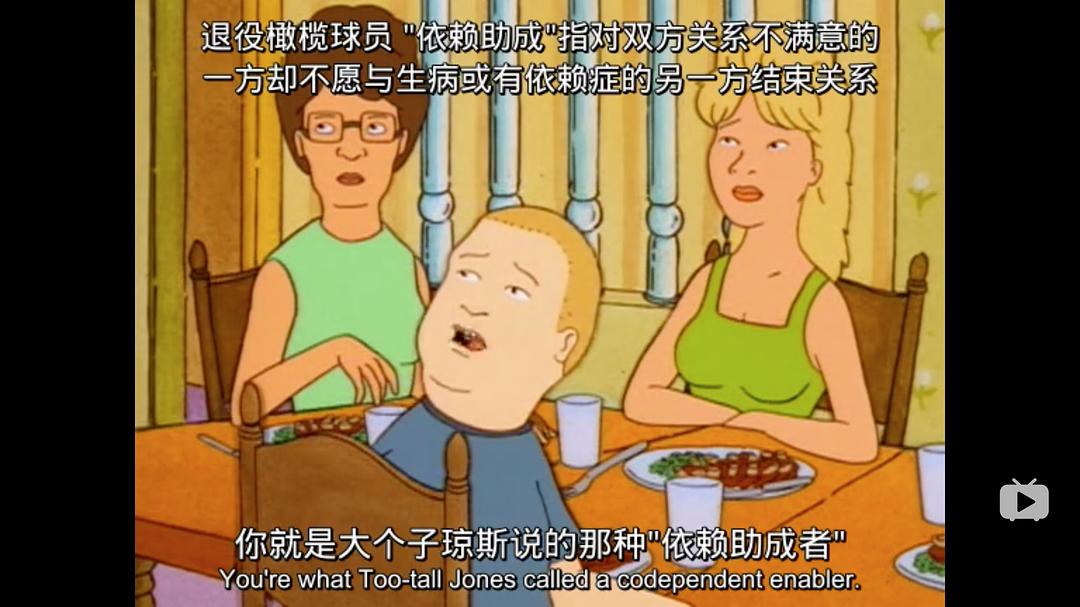 退役橄榄球员 "依赖助成"指对双方关系不满意的
一方却不愿与生病或有依赖症的另一方结束关系
你就是大个子琼斯说的那种"依赖助成者"
You're what Too-tall Jones called a codependent enabler.